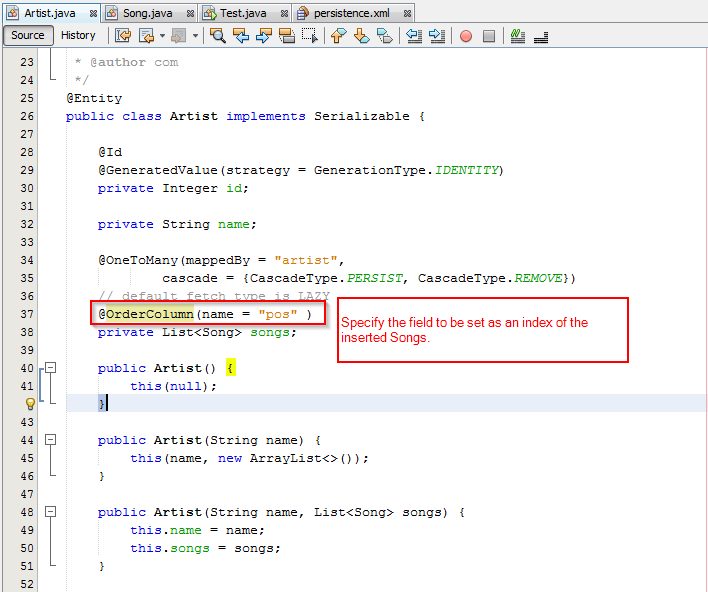 Artist.java Song.java Test.java persistence.xml
Source History
23 * @author com
24 */
25 @Entity
26 public class Artist implements Serializable {
27
28 @Id
29 @GeneratedValue(strategy = GenerationType.IDENTITY)
30 private Integer id;
31
32 private String name;
33
34 @OneToMany(mappedBy = "artist",
35 cascade = {CascadeType.PERSIST, CascadeType.REMOVE})
36 // default fetch type is LAZY
37 @OrderColumn(name = "pos" )
38 private List<Song> songs;
Specify the field to be set as an index of the
inserted Songs.
39
40 public Artist() {
41 this(null);
}
43
44 public Artist(String name) {
45 this(name, new ArrayList<>());
46 }
47
48 public Artist(String name, List<Song> songs) {
49 this.name = name;
50 this.songs = songs;
51 }
52